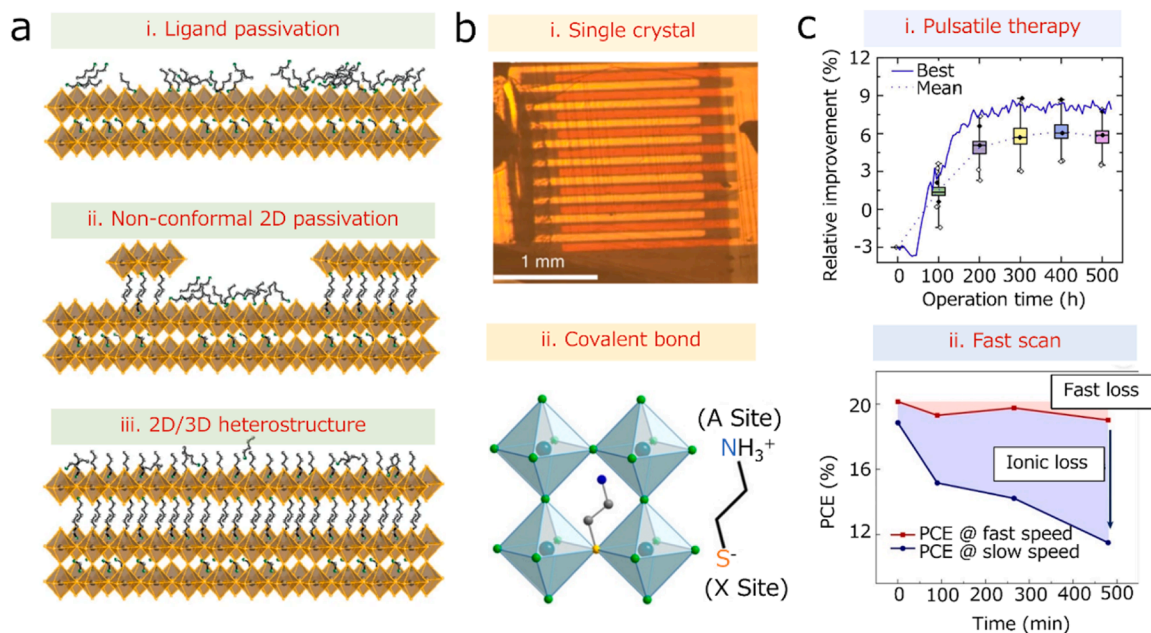 a
i. Ligand passivation
ii. Non-conformal 2D passivation
iii. 2D/3D heterostructure
b
i. Single crystal
1 mm
ii. Covalent bond
(A Site)
NH3+
S-
(X Site)
c
i. Pulsatile therapy
Relative improvement (%)
12
9
6
3
0
-3
Best
Mean
0 100 200 300 400 500
Operation time (h)
ii. Fast scan
PCE (%)
20
16
12
Fast loss
Ionic loss
PCE @ fast speed
PCE @ slow speed
0 100 200 300 400 500
Time (min)